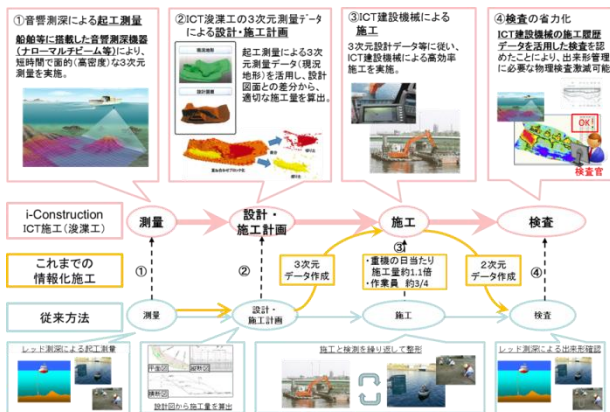 ①音響測深による起工測量
船舶等に搭載した音響測深機器
（ナローマルチビーム等）により、
短時間で面的（高密度）な3次元
測量を実施。
②ICT浚渫工の3次元測量データ
による設計・施工計画
起工測量による3次
元測量データ（現況
地形）を活用し、設計
図面との差分から、
適切な施工量を算出。
③ICT建設機械による
施工
3次元設計データ等に従い、
ICT建設機械による高効率
施工を実施。
④検査の省力化
ICT建設機械の施工履歴
データを活用した検査を認
めたことにより、出来形管理
に必要な物理検査激減可能
OK!
検査官
i-Construction
ICT施工（浚渫工）
測量
設計・
施工計画
施工
検査
これまでの
情報化施工
①
②
3次元
データ作成
③
・重機の日当たり
施工量約1.1倍
・作業員 約3/4
2次元
データ作成
④
従来方法
測量
設計・
施工計画
施工
検査
レッド測深による起工測量
平面図
縦断図
横断図
設計図から施工量を算出
施工と検測を繰り返して整形
レッド測深による出来形確認